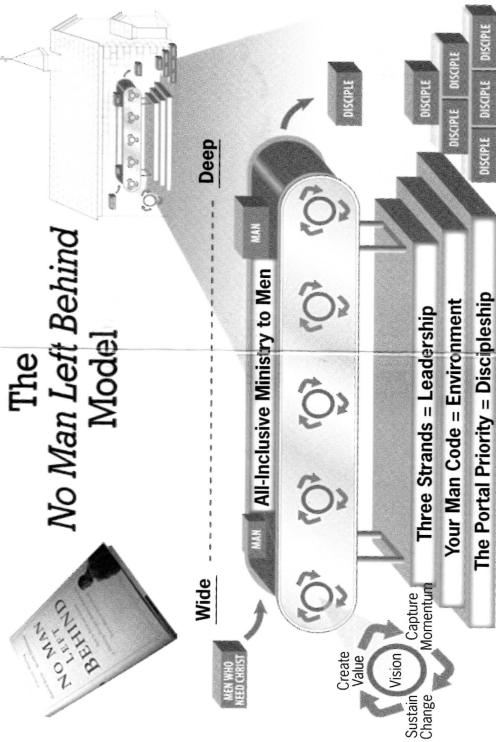 The
No Man Left Behind
Model
NO MAN
LEFT
BEHIND
Wide
Deep
MEN WHO
NEED CHRIST
MAN
MAN
All-Inclusive Ministry to Men
DISCIPLE
Create
Value
Vision
Capture
Momentum
Sustain
Change
Three Strands = Leadership
Your Man Code = Environment
The Portal Priority = Discipleship
DISCIPLE
DISCIPLE
DISCIPLE
DISCIPLE
DISCIPLE
DISCIPLE